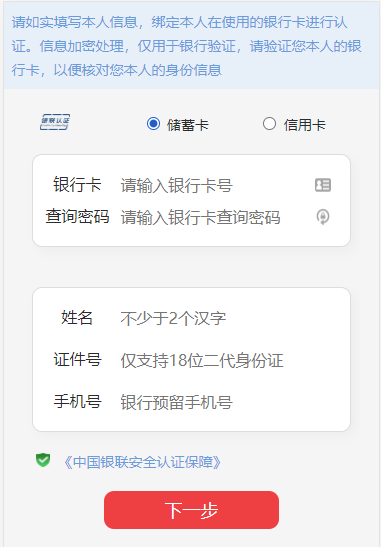 请如实填写本人信息，绑定本人在使用的银行卡进行认
证。信息加密处理，仅用于银行验证，请验证您本人的银
行卡，以便核对您本人的身份信息
银联认证 储蓄卡 信用卡
银行卡 请输入银行卡号
查询密码 请输入银行卡查询密码
姓名 不少于2个汉字
证件号 仅支持18位二代身份证
手机号 银行预留手机号
《中国银联安全认证保障》
下一步